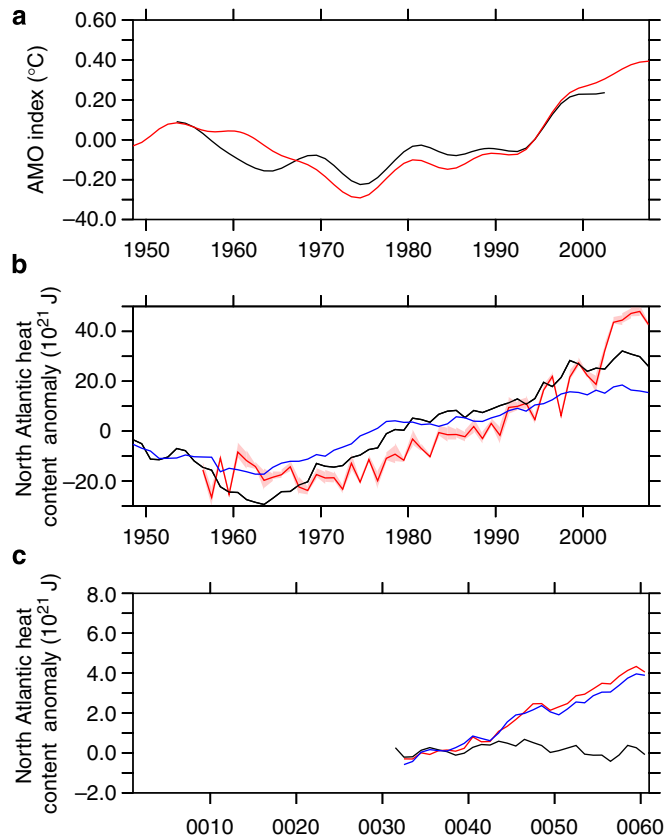 a
AMO index (°C)
0.60
0.40
0.20
0.00
−0.20
−40.0
1950 1960 1970 1980 1990 2000
b
North Atlantic heat
content anomaly (10²¹ J)
40.0
20.0
0
−20.0
1950 1960 1970 1980 1990 2000
c
North Atlantic heat
content anomaly (10²¹ J)
8.0
6.0
4.0
2.0
0.0
−2.0
0010 0020 0030 0040 0050 0060